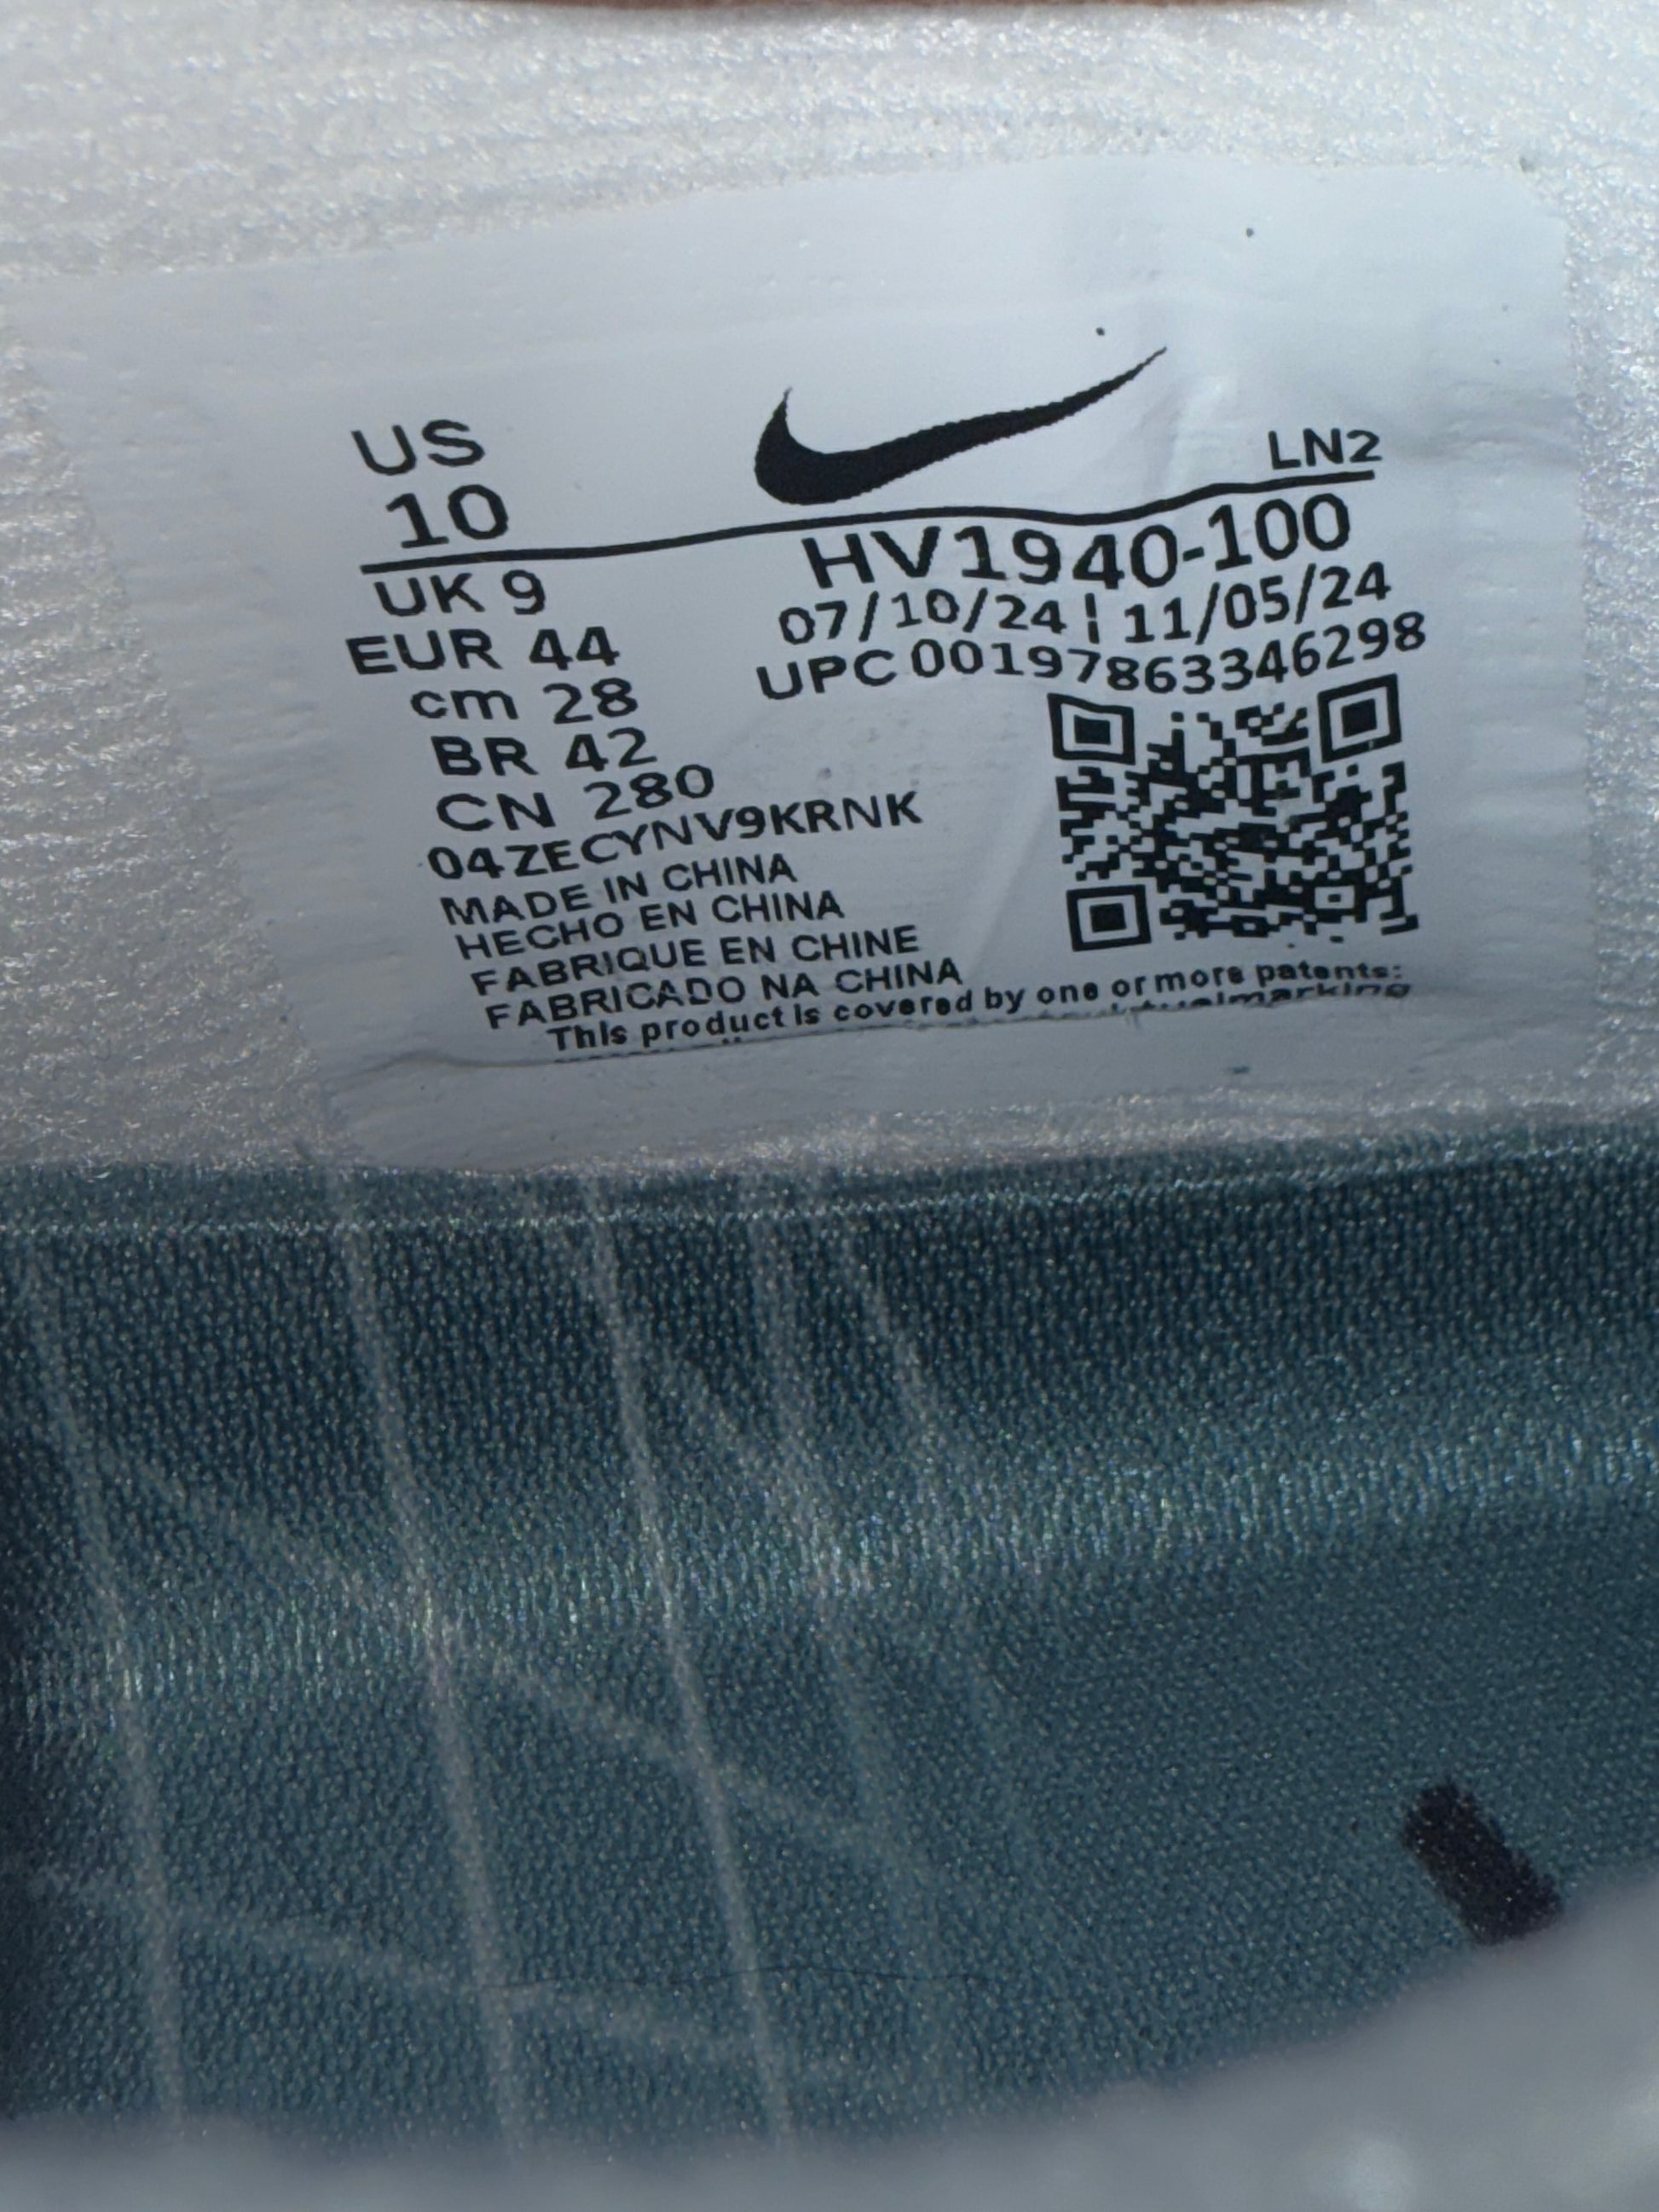 US
10
LN2
UK 9
HV1940-100
EUR 44
07/10/24 | 11/05/24
cm 28
UPC 00197863346298
BR 42
CN 280
04ZECYNV9KRNK
MADE IN CHINA
HECHO EN CHINA
FABRIQUE EN CHINE
FABRICADO NA CHINA
This product is covered by one or more patents: